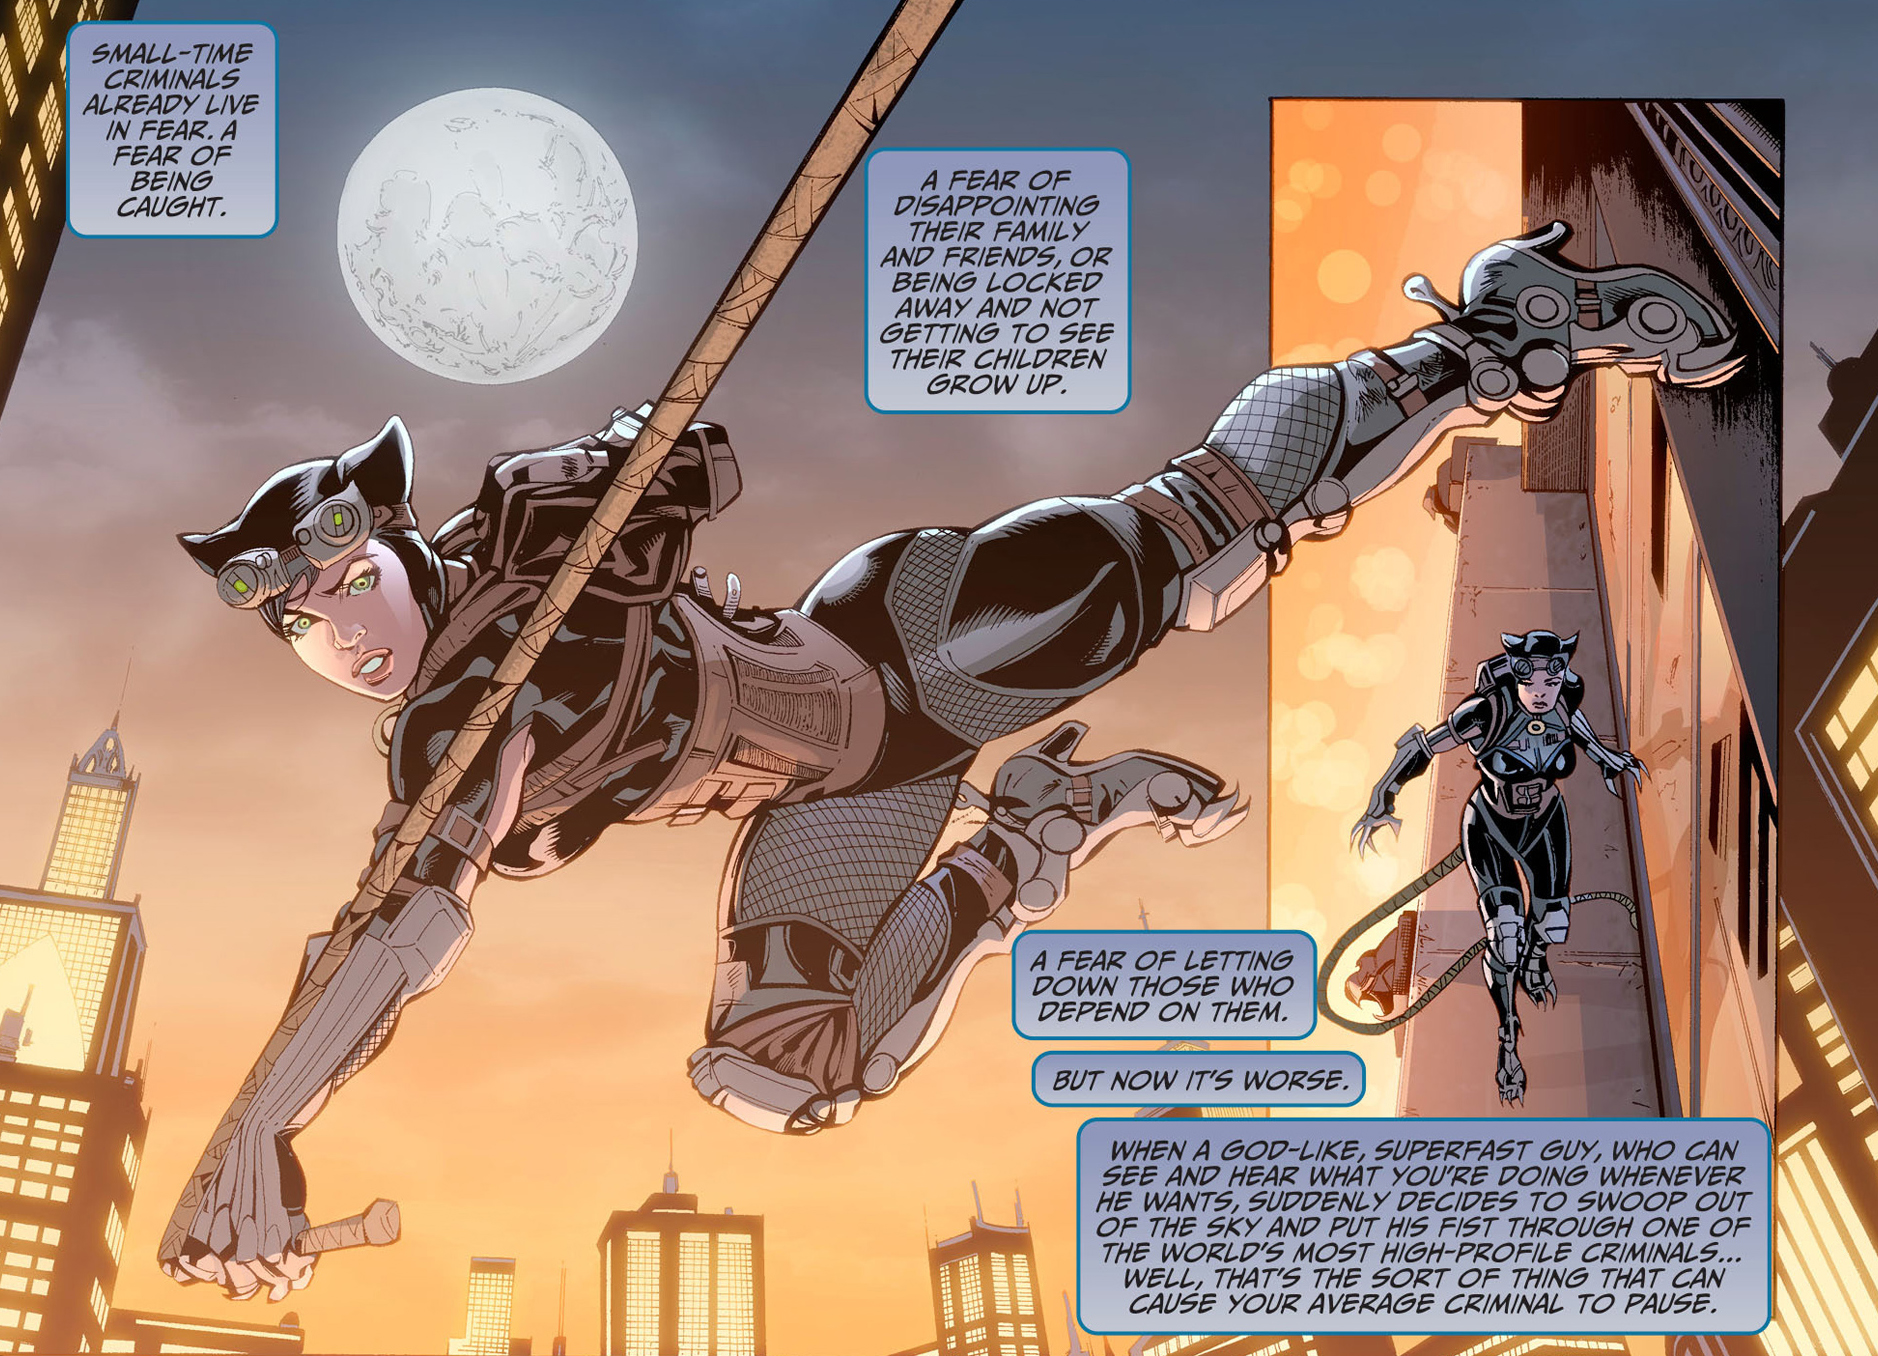 SMALL-TIME
CRIMINALS
ALREADY LIVE
IN FEAR. A
FEAR OF
BEING
CAUGHT.
A FEAR OF
DISAPPOINTING
THEIR FAMILY
AND FRIENDS, OR
BEING LOCKED
AWAY AND NOT
GETTING TO SEE
THEIR CHILDREN
GROW UP.
A FEAR OF LETTING
DOWN THOSE WHO
DEPEND ON THEM.
BUT NOW IT'S WORSE.
WHEN A GOD-LIKE, SUPERFAST GUY, WHO CAN
SEE AND HEAR WHAT YOU'RE DOING WHENEVER
HE WANTS, SUDDENLY DECIDES TO SWOOP OUT
OF THE SKY AND PUT HIS FIST THROUGH ONE OF
THE WORLD'S MOST HIGH-PROFILE CRIMINALS...
WELL, THAT'S THE SORT OF THING THAT CAN
CAUSE YOUR AVERAGE CRIMINAL TO PAUSE.